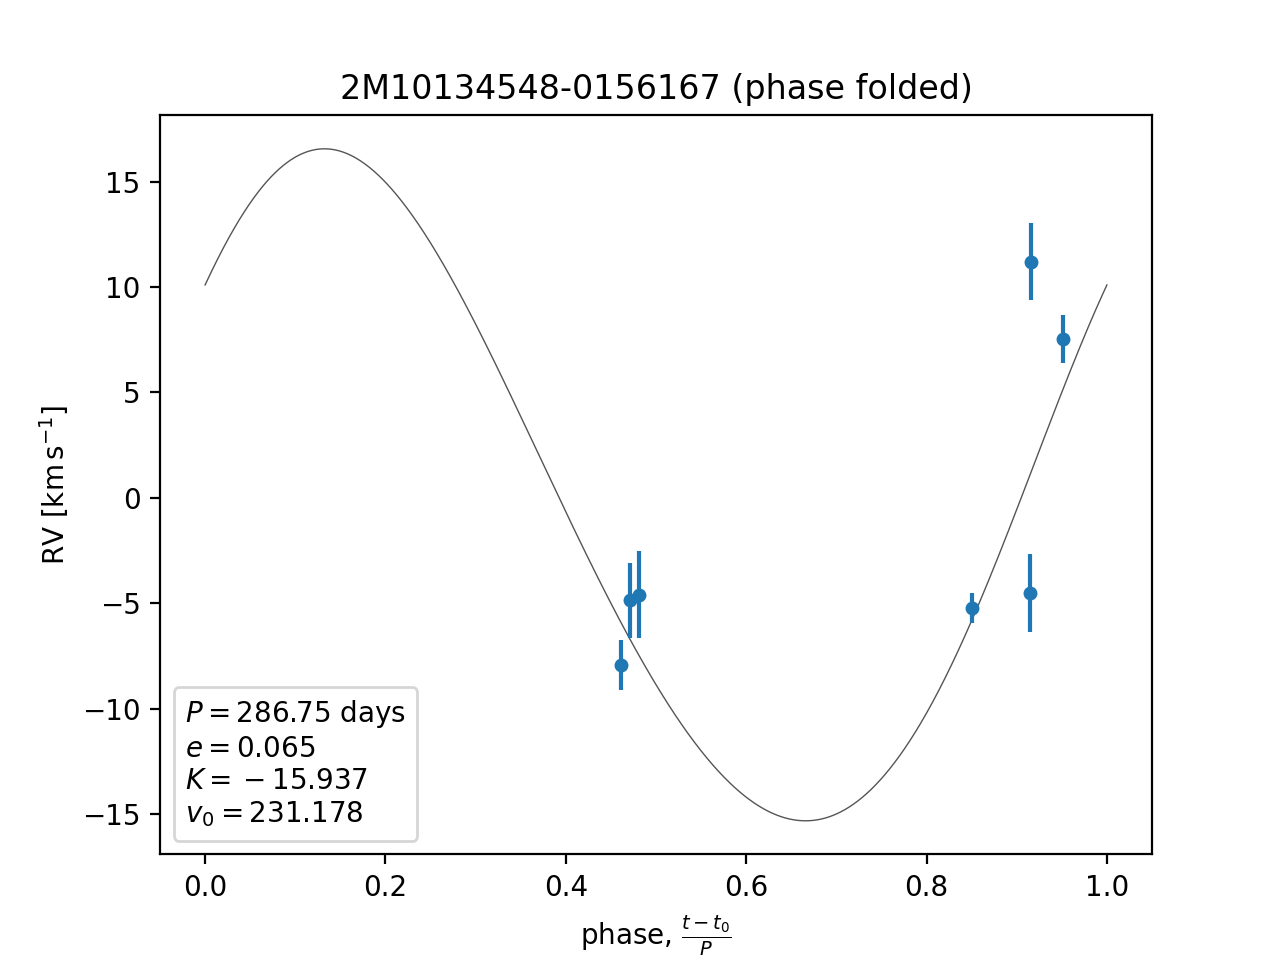 2M10134548-0156167 (phase folded)
RV [km s⁻¹]
15
10
5
0
−5
−10
−15
P = 286.75 days
e = 0.065
K = −15.937
v₀ = 231.178
0.0 0.2 0.4 0.6 0.8 1.0
phase, (t − t₀)/P